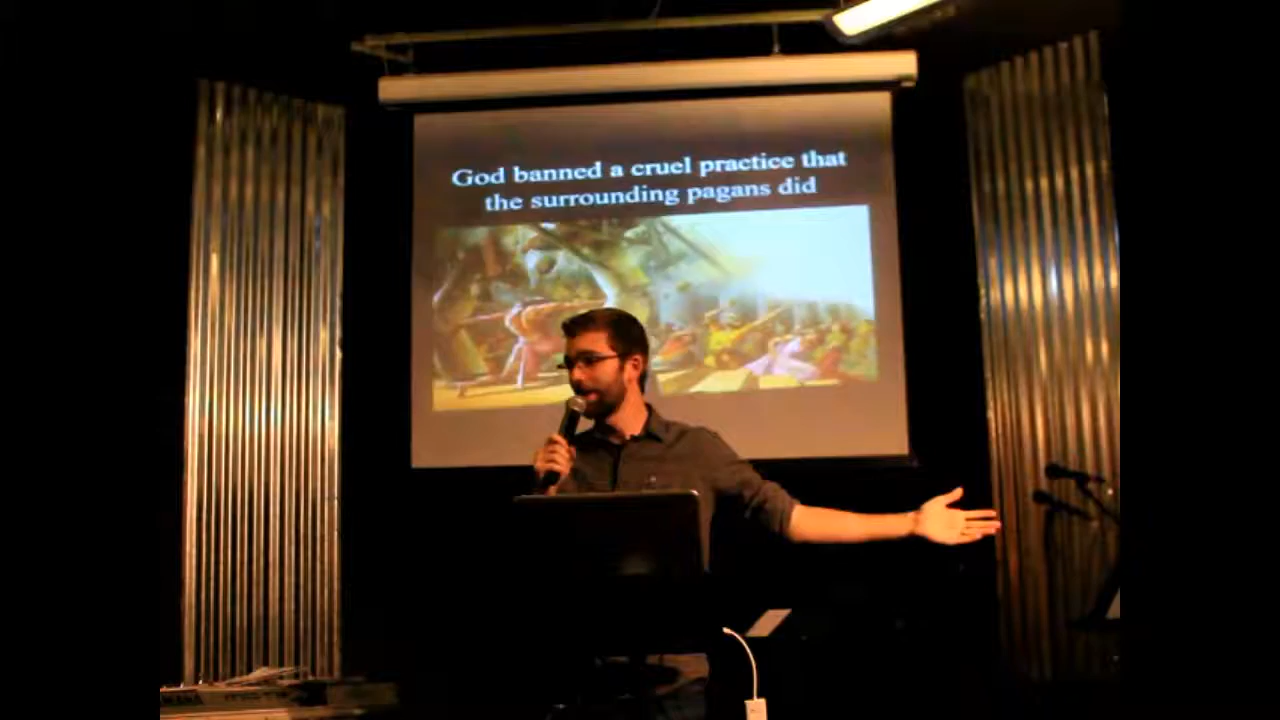 God banned a cruel practice that
the surrounding pagans did